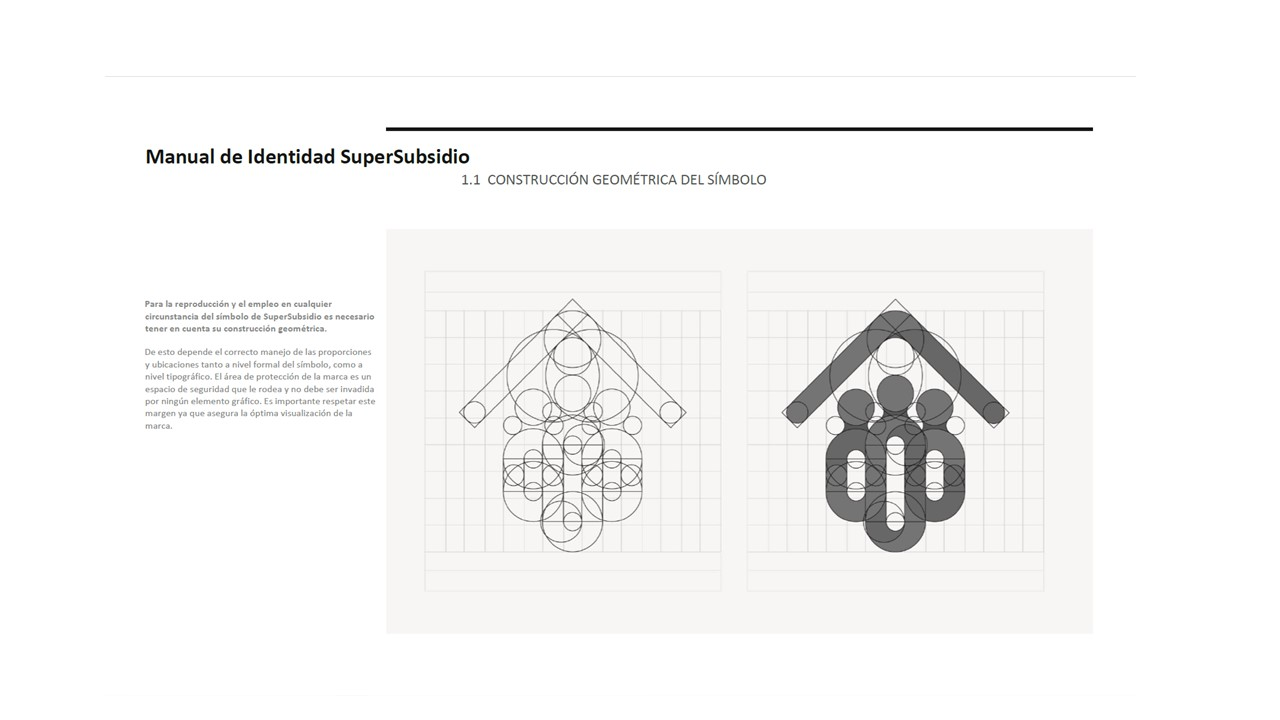 Manual de Identidad SuperSubsidio
1.1 CONSTRUCCIÓN GEOMÉTRICA DEL SÍMBOLO
Para la reproducción y el empleo en cualquier
circunstancia del símbolo de SuperSubsidio es necesario
tener en cuenta su construcción geométrica.
De esto depende el correcto manejo de las proporciones
y ubicaciones tanto a nivel formal del símbolo, como a
nivel tipográfico. El área de protección de la marca es un
espacio de seguridad que le rodea y no debe ser invadida
por ningún elemento gráfico. Es importante respetar este
margen ya que asegura la óptima visualización de la
marca.